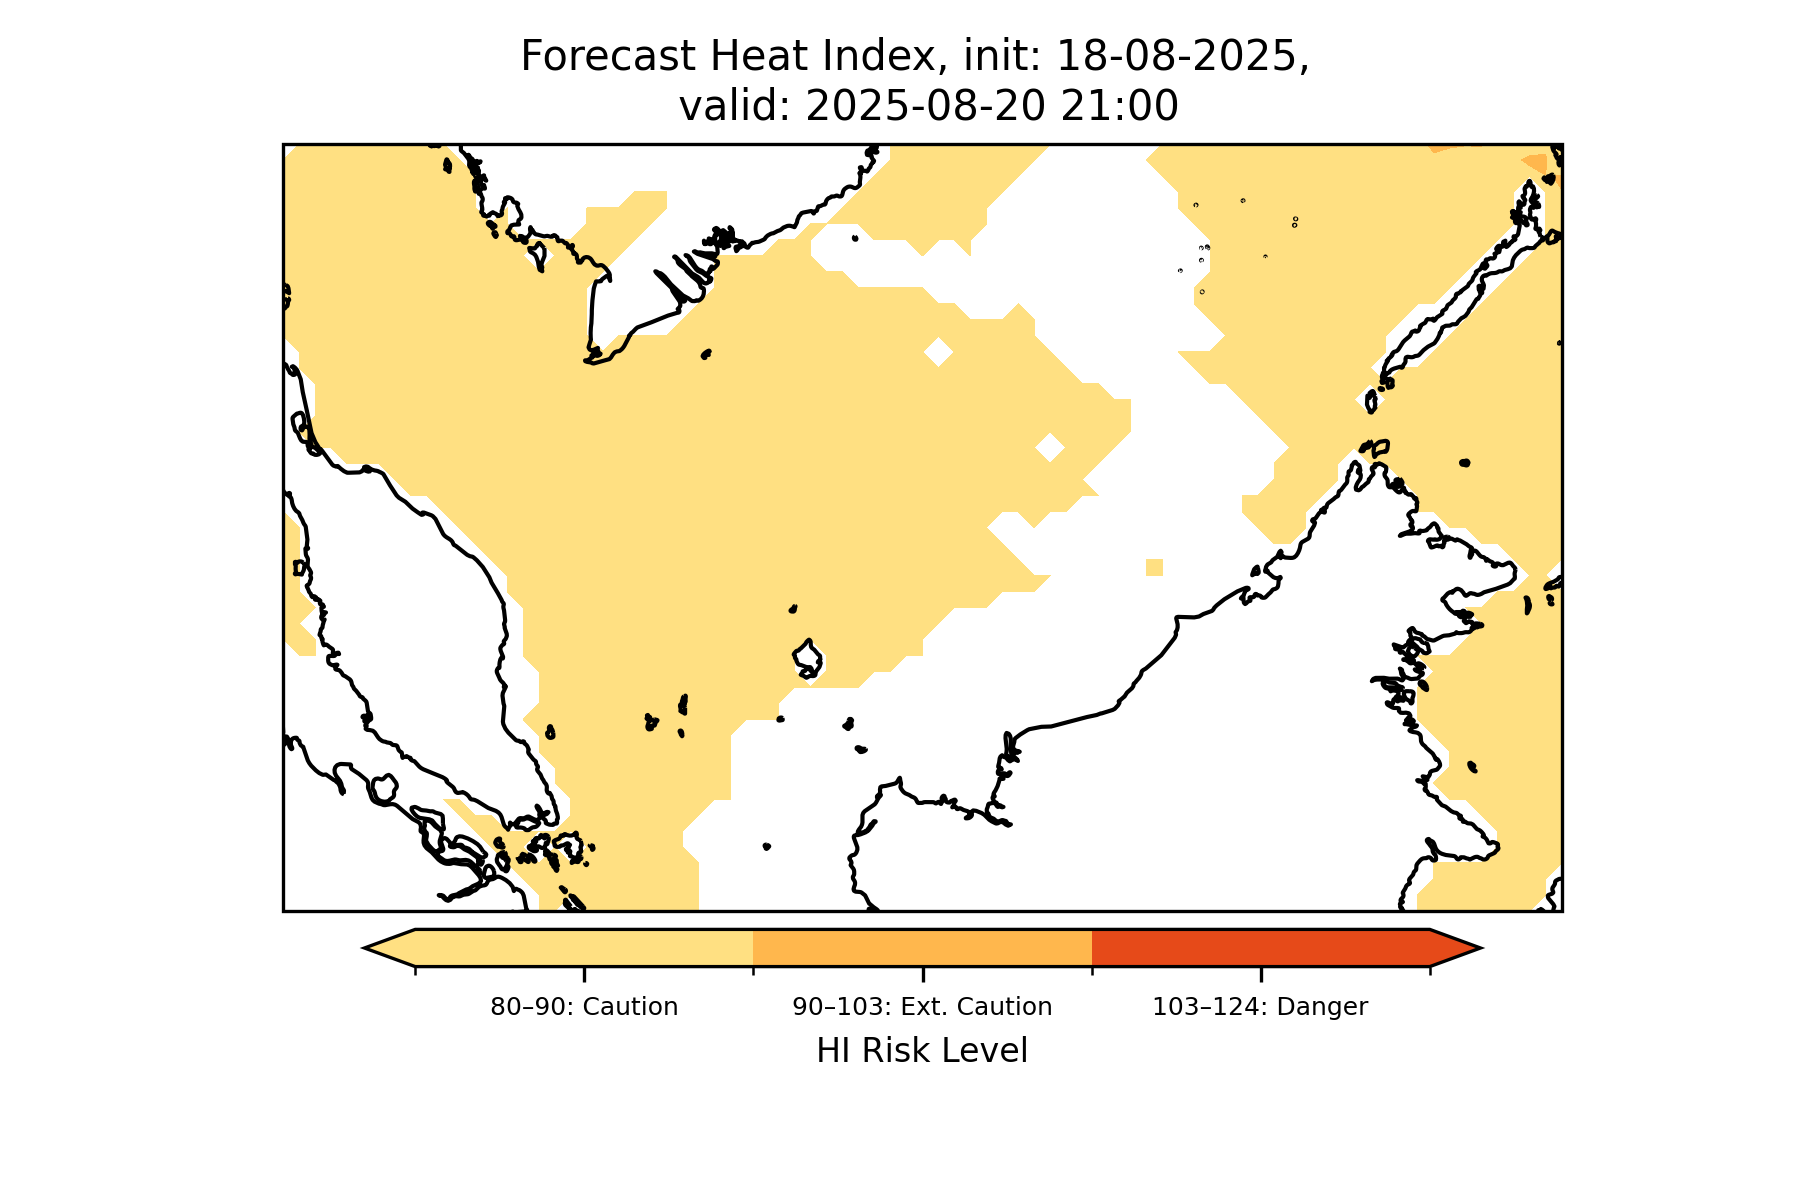 Forecast Heat Index, init: 18-08-2025,
valid: 2025-08-20 21:00
80–90: Caution
90–103: Ext. Caution
103–124: Danger
HI Risk Level